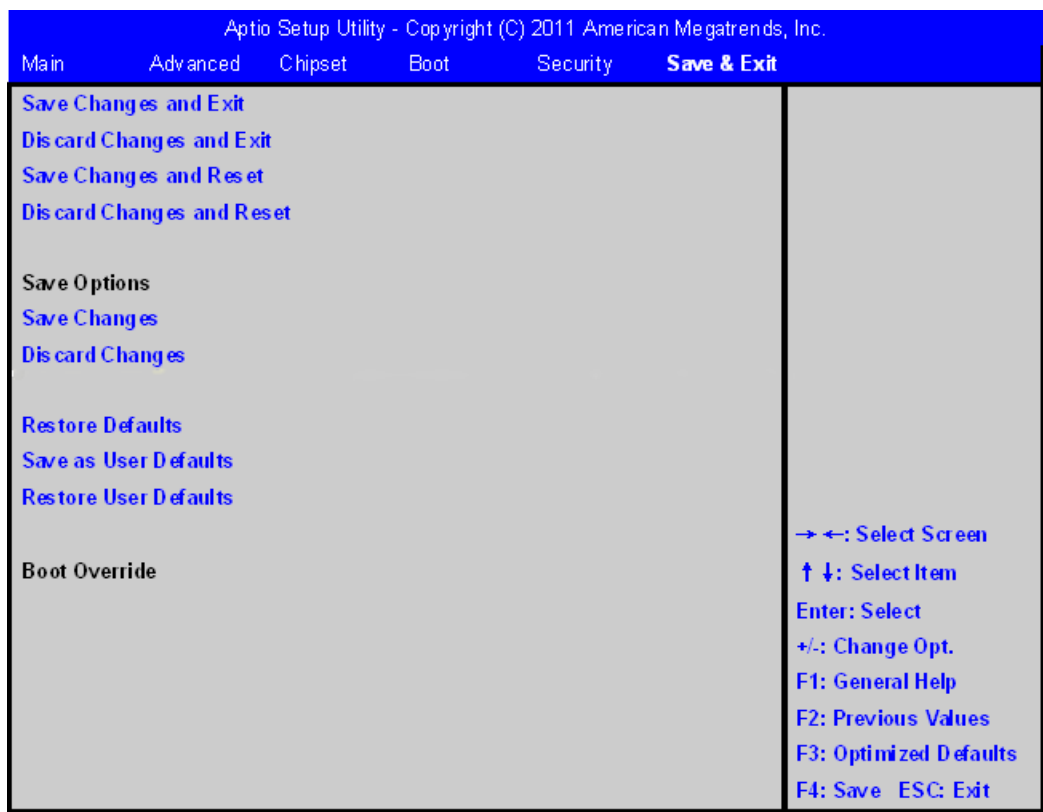 Aptio Setup Utility - Copyright (C) 2011 American Megatrends, Inc.
Main Advanced Chipset Boot Security Save & Exit
Save Changes and Exit
Discard Changes and Exit
Save Changes and Reset
Discard Changes and Reset
Save Options
Save Changes
Discard Changes
Restore Defaults
Save as User Defaults
Restore User Defaults
Boot Override
→ ←: Select Screen
↑ ↓: Select Item
Enter: Select
+/-: Change Opt.
F1: General Help
F2: Previous Values
F3: Optimized Defaults
F4: Save ESC: Exit